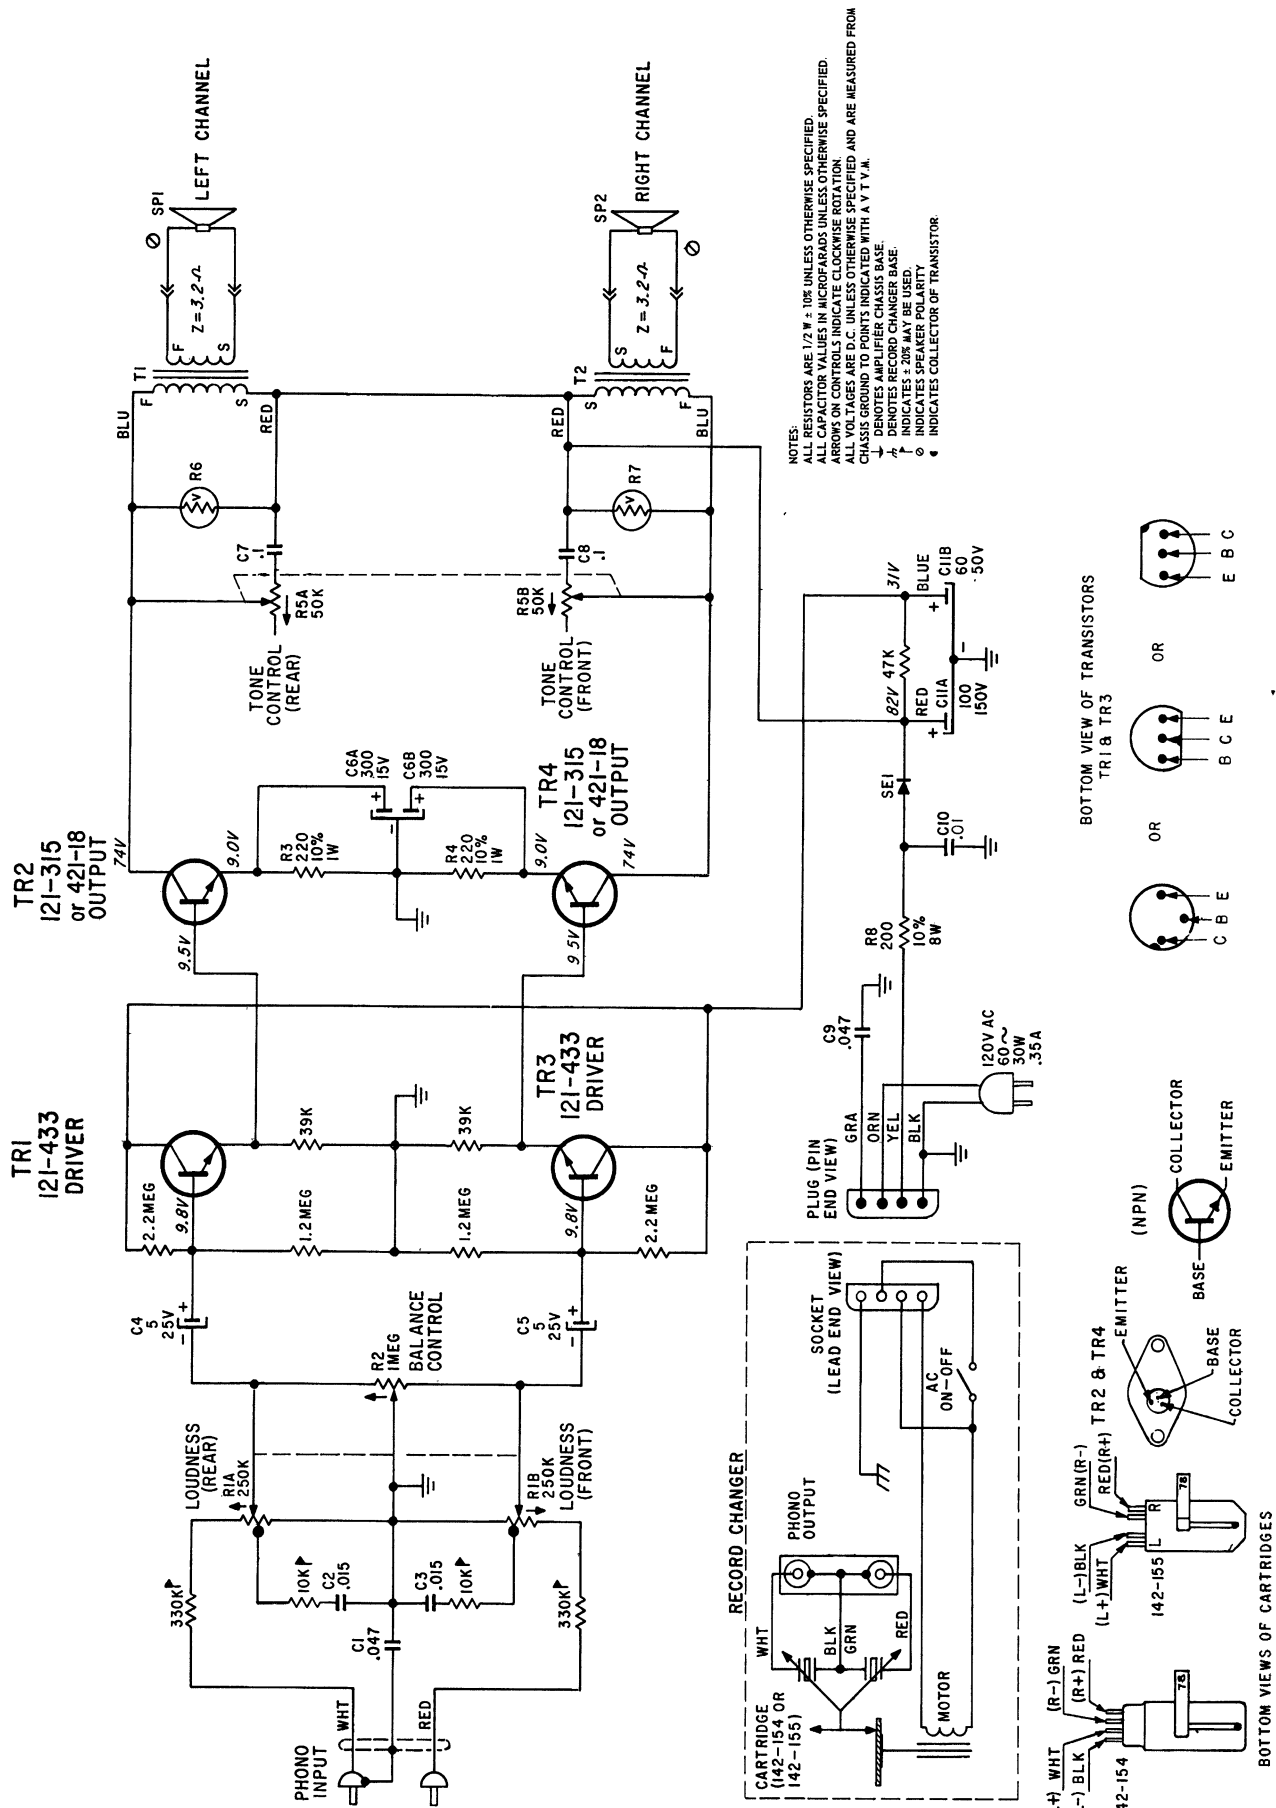 TR1
121-433
DRIVER
TR2
121-315
or 421-18
OUTPUT
TR3
121-433
DRIVER
TR4
121-315
or 421-18
OUTPUT
PHONO
INPUT
WHT
RED
330K
330K
C1
.047
10K
C2
.015
C3
.015
10K
LOUDNESS
(REAR)
R1A
250K
R1B
250K
LOUDNESS
(FRONT)
R2
1MEG
BALANCE
CONTROL
C4
5
25V
- +
C5
5
25V
- +
2.2MEG
9.8V
1.2MEG
1.2MEG
9.8V
2.2MEG
39K
39K
9.5V
9.5V
74V
9.0V
R3
220
10%
1W
R4
220
10%
1W
9.0V
74V
C6A
300
15V
C6B
300
15V
+
-
+
TONE
CONTROL
(REAR)
R5A
50K
TONE
CONTROL
(FRONT)
R5B
50K
C7
.1
C8
.1
V
R6
V
R7
BLU
RED
RED
BLU
T1
F
S
F
S
T2
S
F
S
F
Z=3.2Ω
Z=3.2Ω
SP1
LEFT CHANNEL
SP2
RIGHT CHANNEL
NOTES:
ALL RESISTORS ARE 1/2 W ± 10% UNLESS OTHERWISE SPECIFIED.
ALL CAPACITOR VALUES IN MICROFARADS UNLESS OTHERWISE SPECIFIED.
ARROWS ON CONTROLS INDICATE CLOCKWISE ROTATION.
ALL VOLTAGES ARE D.C. UNLESS OTHERWISE SPECIFIED AND ARE MEASURED FROM
CHASSIS GROUND TO POINTS INDICATED WITH A V T V.M.
DENOTES AMPLIFIER CHASSIS BASE.
DENOTES RECORD CHANGER BASE.
INDICATES ± 20% MAY BE USED.
INDICATES SPEAKER POLARITY
INDICATES COLLECTOR OF TRANSISTOR.
RECORD CHANGER
CARTRIDGE
(142-154 OR
142-155)
WHT
BLK
GRN
RED
PHONO
OUTPUT
MOTOR
AC
ON-OFF
SOCKET
(LEAD END VIEW)
PLUG (PIN
END VIEW)
GRA
ORN
YEL
BLK
C9
.047
120V AC
60~
30W
.35A
R8
200
10%
8W
C10
.01
SE1
82V
47K
31V
RED
BLUE
+
C11A
100
150V
-
+
C11B
60
50V
BOTTOM VIEW OF TRANSISTORS
TR1 & TR3
C B E
OR
B C E
OR
E B C
(NPN)
BASE
COLLECTOR
EMITTER
TR2 & TR4
EMITTER
BASE
COLLECTOR
(L-)BLK
(L+)WHT
GRN(R-)
RED(R+)
L
R
78
142-155
WHT
BLK
(R-) GRN
(R+) RED
78
BOTTOM VIEWS OF CARTRIDGES